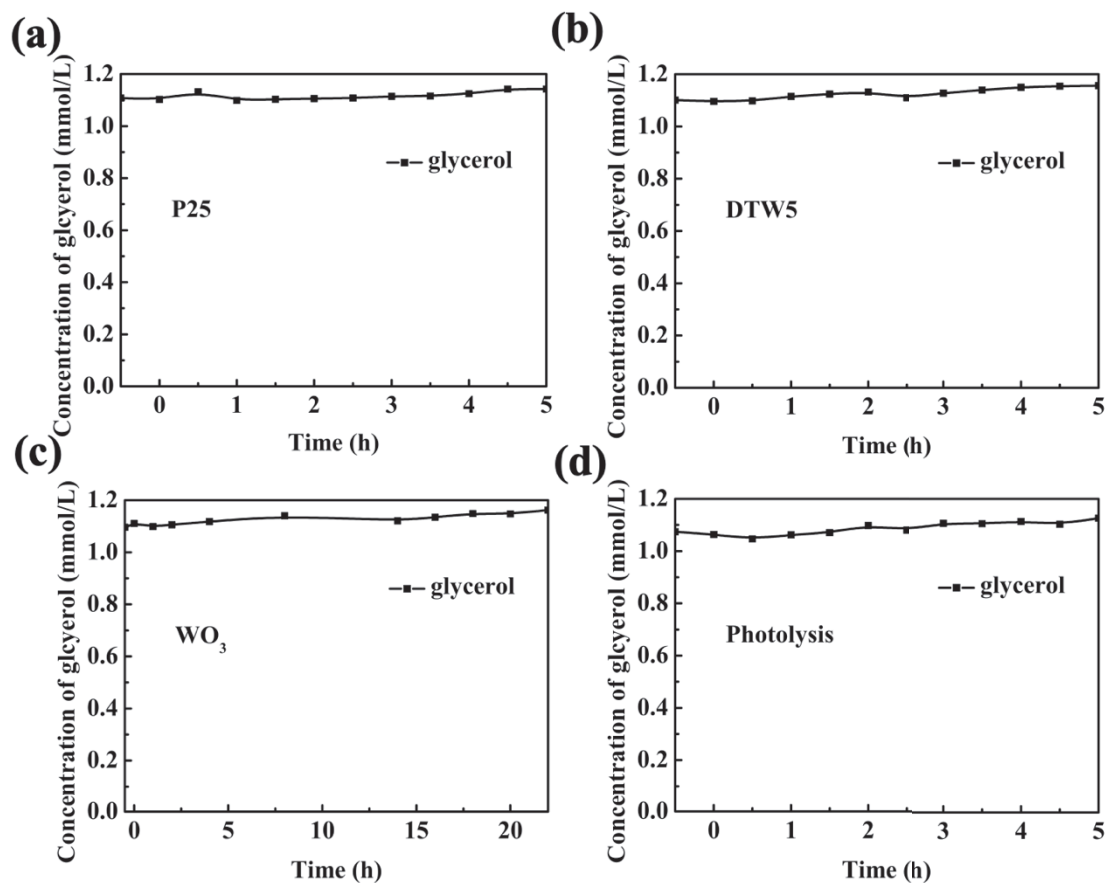 (a)
Concentration of glcyerol (mmol/L)
1.2
1.0
0.8
0.6
0.4
0.2
0.0
glycerol
P25
0 1 2 3 4 5
Time (h)
(b)
Concentration of glcyerol (mmol/L)
1.2
1.0
0.8
0.6
0.4
0.2
0.0
glycerol
DTW5
0 1 2 3 4 5
Time (h)
(c)
Concentration of glcyerol (mmol/L)
1.2
1.0
0.8
0.6
0.4
0.2
0.0
glycerol
WO3
0 5 10 15 20
Time (h)
(d)
Concentration of glcyerol (mmol/L)
1.2
1.0
0.8
0.6
0.4
0.2
0.0
glycerol
Photolysis
0 1 2 3 4 5
Time (h)